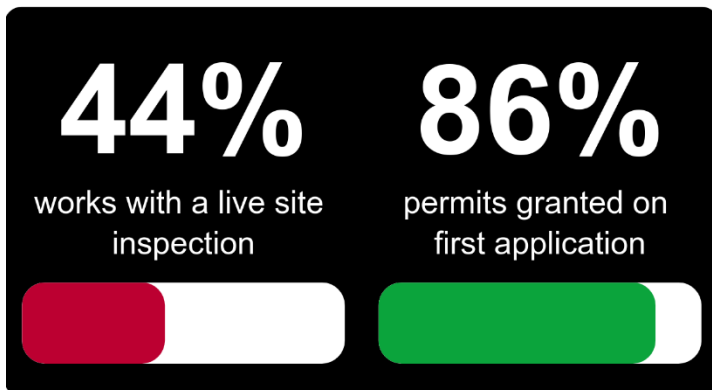 44%
works with a live site
inspection
86%
permits granted on
first application